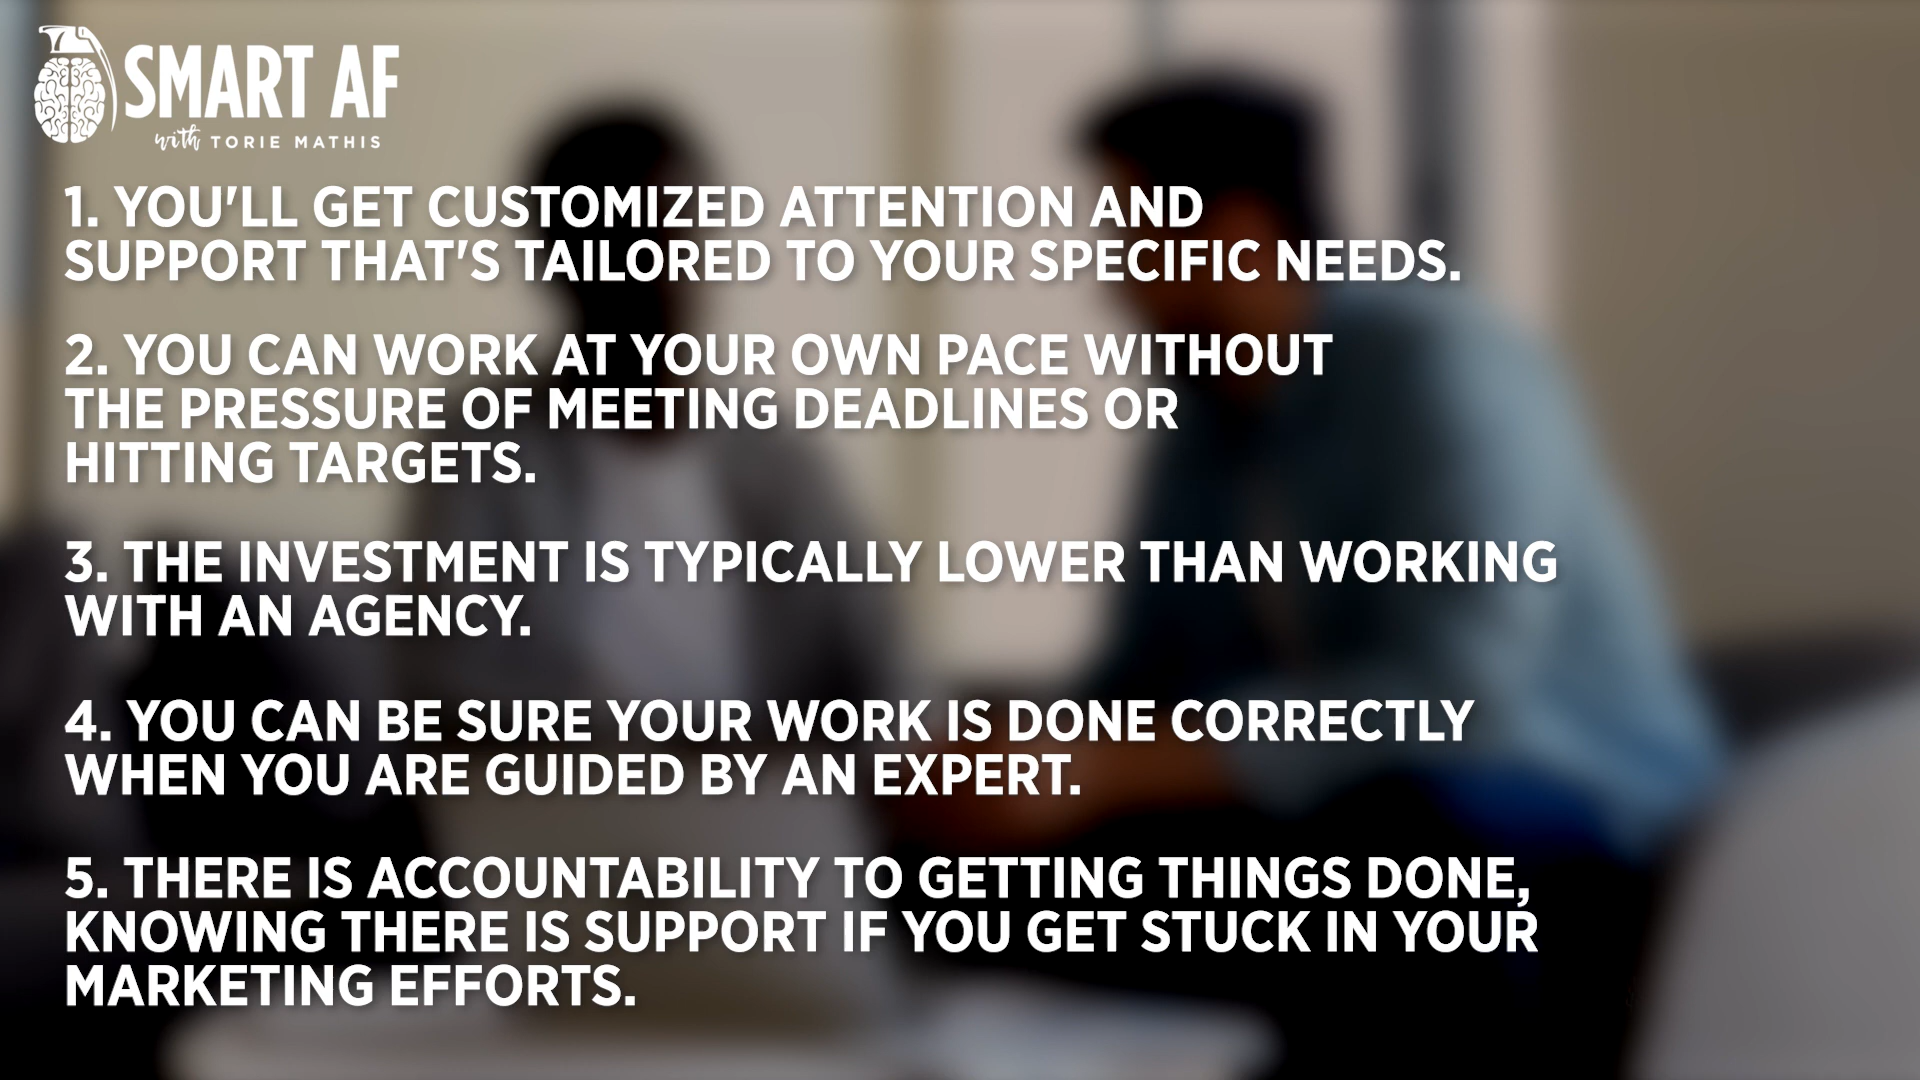 SMART AF
with TORIE MATHIS
1. YOU'LL GET CUSTOMIZED ATTENTION AND
SUPPORT THAT'S TAILORED TO YOUR SPECIFIC NEEDS.
2. YOU CAN WORK AT YOUR OWN PACE WITHOUT
THE PRESSURE OF MEETING DEADLINES OR
HITTING TARGETS.
3. THE INVESTMENT IS TYPICALLY LOWER THAN WORKING
WITH AN AGENCY.
4. YOU CAN BE SURE YOUR WORK IS DONE CORRECTLY
WHEN YOU ARE GUIDED BY AN EXPERT.
5. THERE IS ACCOUNTABILITY TO GETTING THINGS DONE,
KNOWING THERE IS SUPPORT IF YOU GET STUCK IN YOUR
MARKETING EFFORTS.